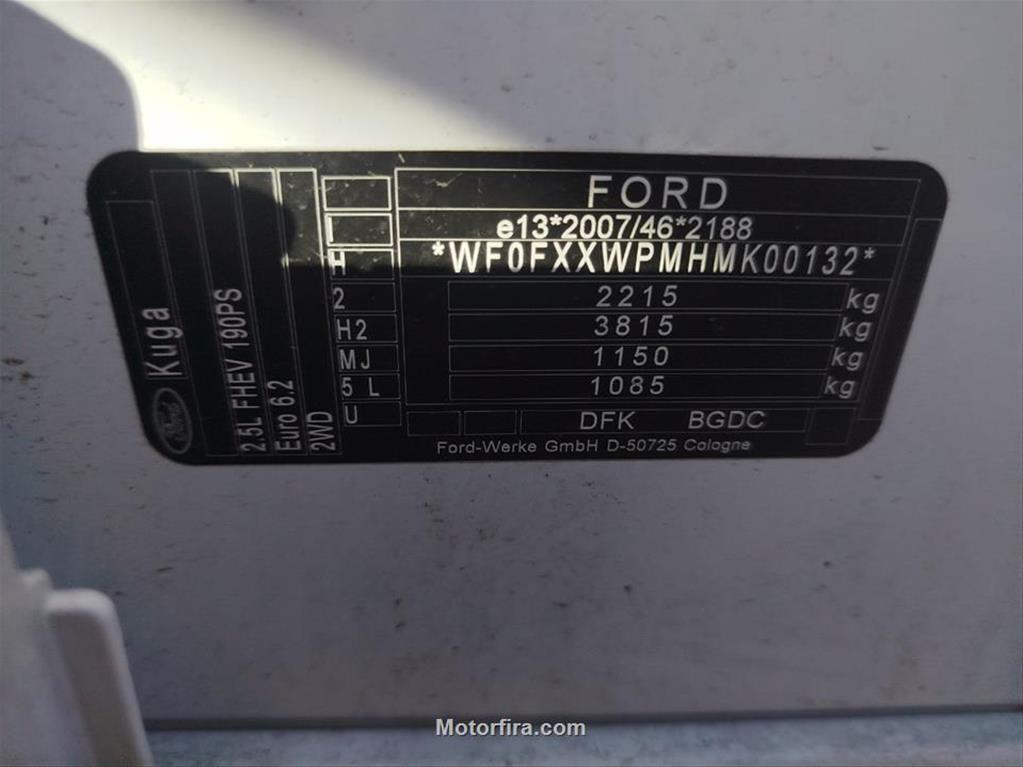 FORD
e13*2007/46*2188
*WF0FXXWPMHMK00132*
2215 kg
3815 kg
1150 kg
1085 kg
DFK BGDC
Ford-Werke GmbH D-50725 Cologne
H
2
H2
MJ
5 L
U
Ford Kuga
2.5L FHEV 190PS
Euro 6.2
2WD
Motorfira.com